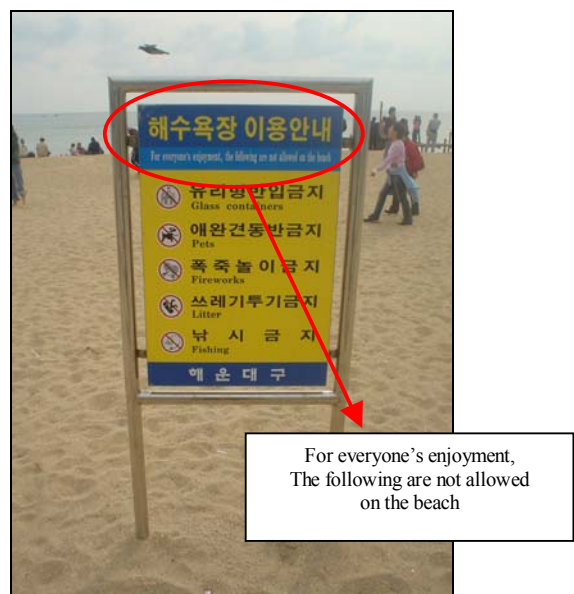 해수욕장 이용안내
For everyone's enjoyment, the following are not allowed on the beach
유리병반입금지
Glass containers
애완견동반금지
Pets
폭죽놀이금지
Fireworks
쓰레기투기금지
Litter
낚시금지
Fishing
해운대구
For everyone's enjoyment,
The following are not allowed
on the beach